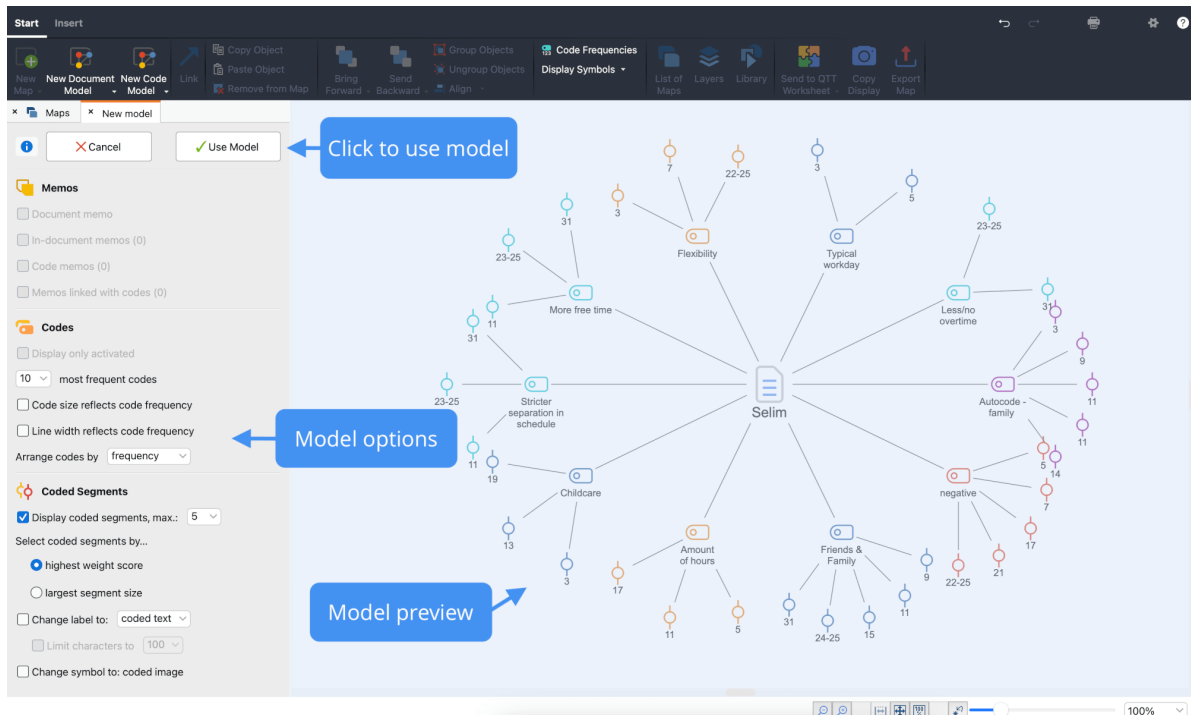 Start Insert
?
Copy Object
Group Objects
Code Frequencies
Paste Object
Ungroup Objects
Display Symbols
New Map
New Document Model
New Code Model
Link
Remove from Map
Bring Forward
Send Backward
Align
List of Maps
Layers
Library
Send to QTT Worksheet
Copy Display
Export Map
Maps
New model
Cancel
Use Model
Click to use model
Memos
Document memo
In-document memos (0)
Code memos (0)
Memos linked with codes (0)
Codes
Display only activated
10 most frequent codes
Code size reflects code frequency
Line width reflects code frequency
Arrange codes by frequency
Model options
Coded Segments
Display coded segments, max.: 5
Select coded segments by...
highest weight score
largest segment size
Change label to: coded text
Limit characters to 100
Change symbol to: coded image
Model preview
Selim
Flexibility
3
7
22-25
Typical
workday
3
5
Less/no
overtime
23-25
31
Autocode -
family
3
9
11
11
14
negative
5
7
17
21
22-25
Friends &
Family
9
11
15
24-25
31
Amount
of hours
5
11
17
Childcare
3
13
19
Stricter
separation in
schedule
11
23-25
31
More free time
11
23-25
31
100%